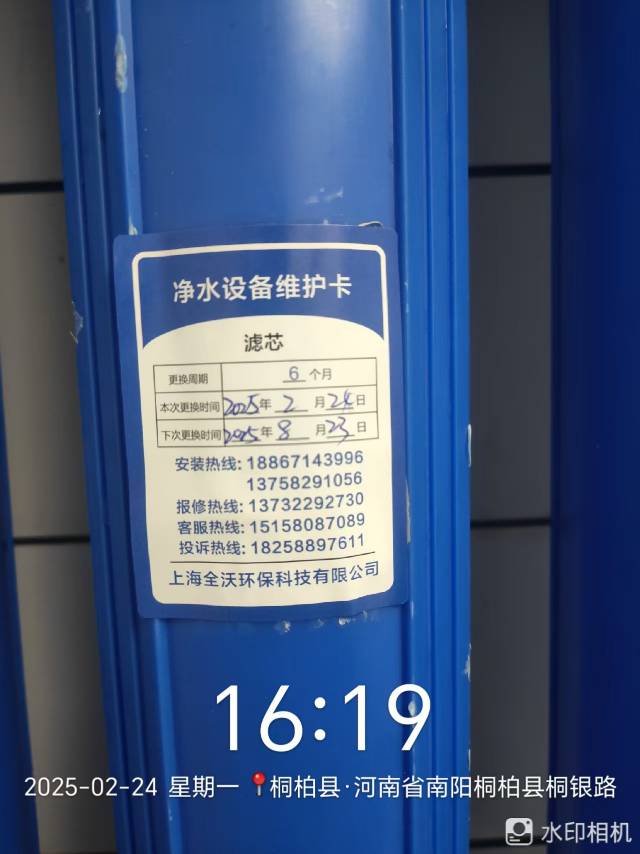 净水设备维护卡
滤芯
更换周期 6 个月
本次更换时间 2025年 2 月 24日
下次更换时间 2025年 8 月 23日
安装热线: 18867143996
13758291056
报修热线: 13732292730
客服热线: 15158087089
投诉热线: 18258897611
上海全沃环保科技有限公司
16:19
2025-02-24 星期一 桐柏县·河南省南阳桐柏县桐银路
水印相机